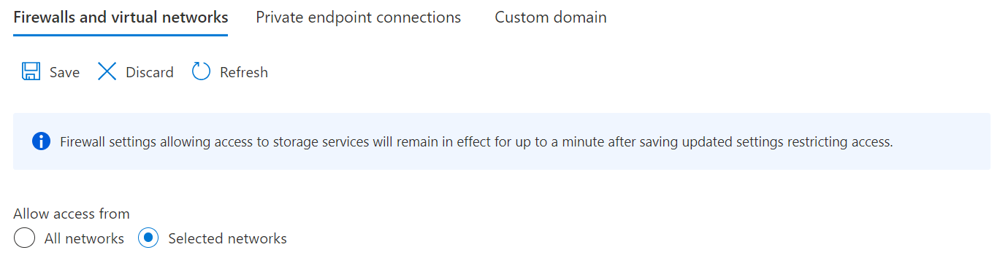 Firewalls and virtual networks Private endpoint connections Custom domain
Save Discard Refresh
Firewall settings allowing access to storage services will remain in effect for up to a minute after saving updated settings restricting access.
Allow access from
All networks Selected networks